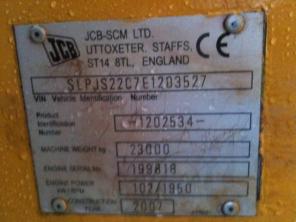 JCB
JCB-SCM LTD.
UTTOXETER, STAFFS,
ST14 8TL, ENGLAND
CE
SLPJS22C7E1203527
VIN Vehicle Identification Number
Product
Identification
Number
-1202534-
MACHINE WEIGHT kg
23000
ENGINE SERIAL No
199818
ENGINE POWER
kW / RPM
102/1950
CONSTRUCTION
YEAR
2007